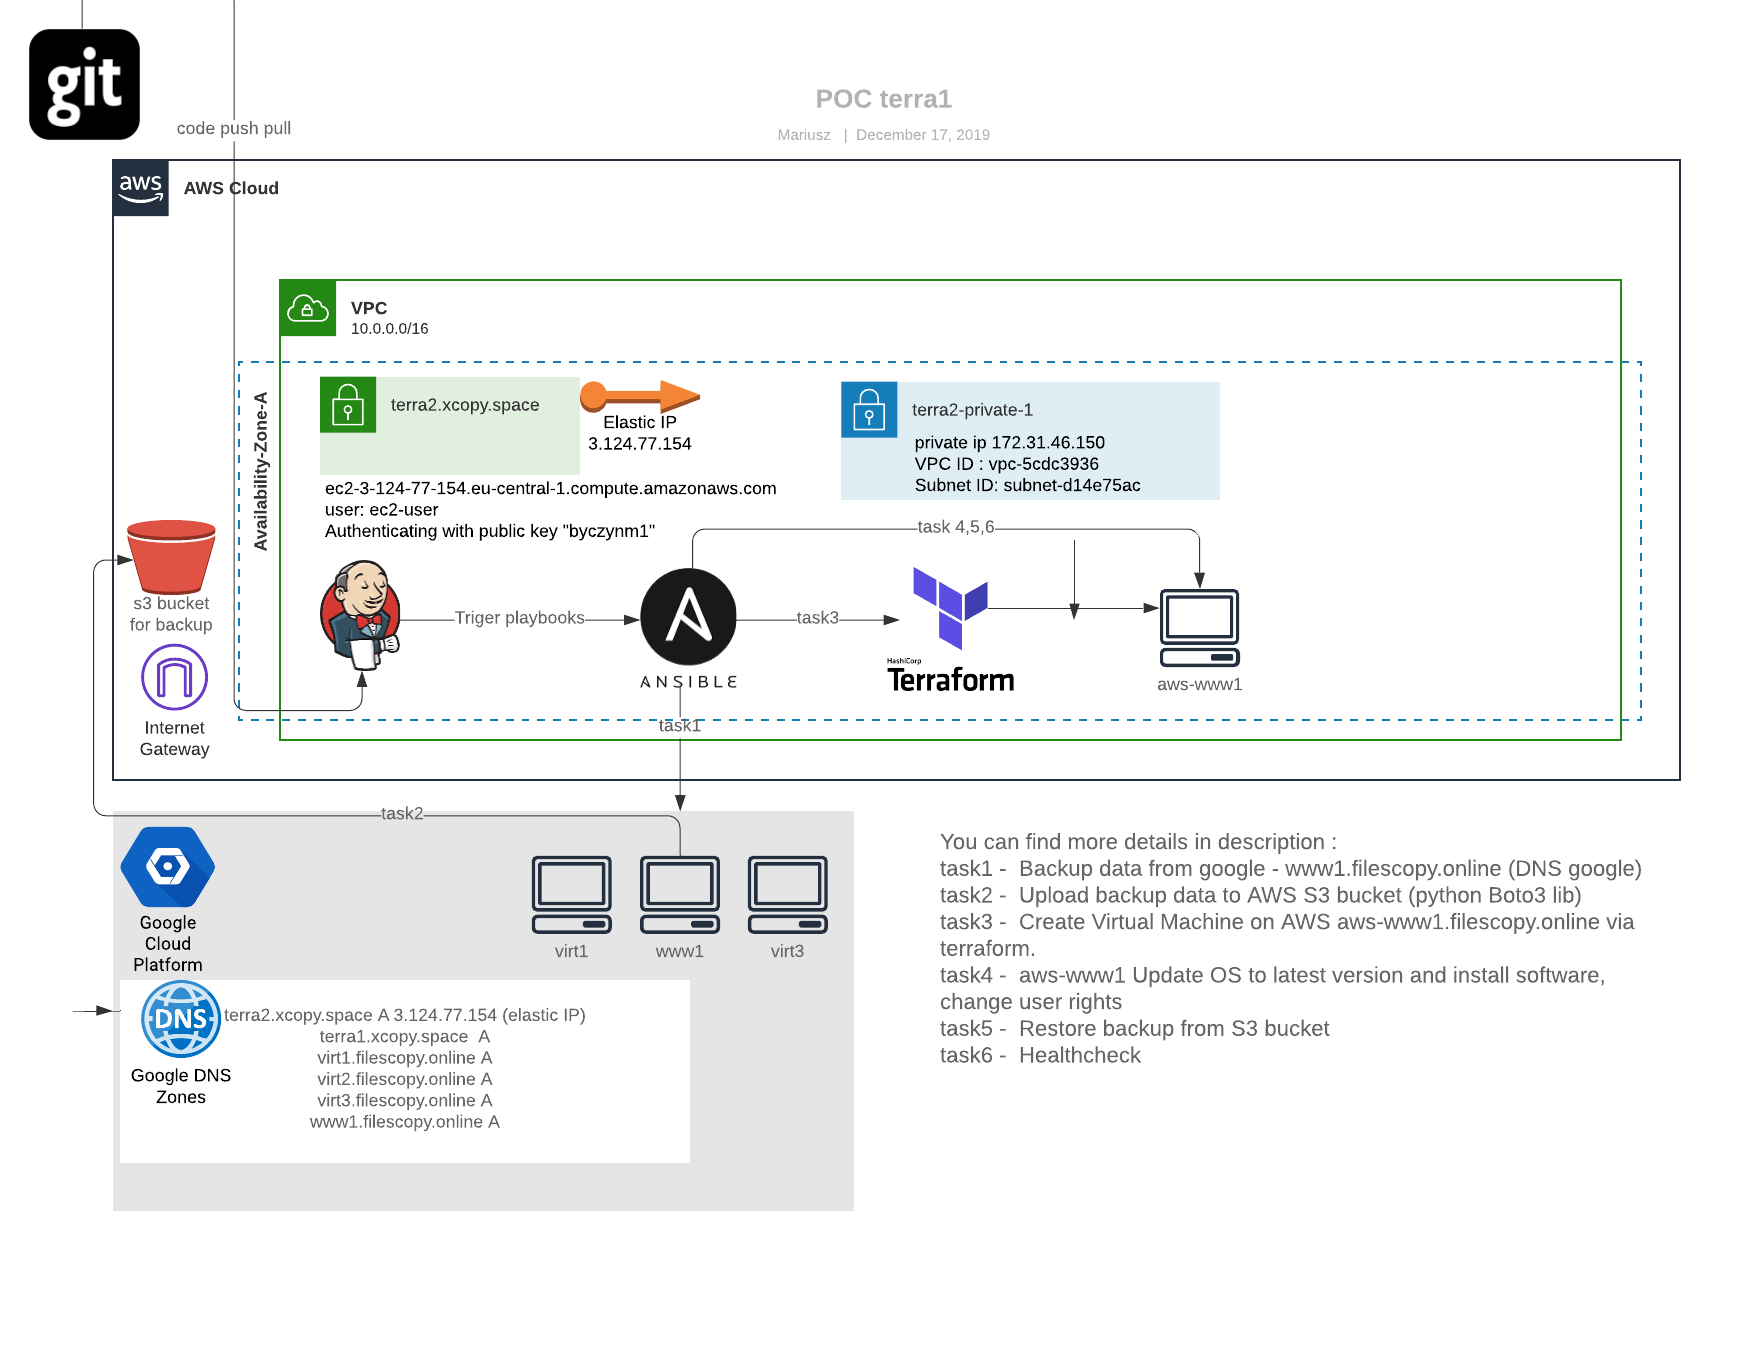 git
code push pull
POC terra1
Mariusz | December 17, 2019
aws
AWS Cloud
VPC
10.0.0.0/16
Availability-Zone-A
terra2.xcopy.space
Elastic IP
3.124.77.154
terra2-private-1
private ip 172.31.46.150
VPC ID : vpc-5cdc3936
Subnet ID: subnet-d14e75ac
ec2-3-124-77-154.eu-central-1.compute.amazonaws.com
user: ec2-user
Authenticating with public key "byczynm1"
task 4,5,6
s3 bucket
for backup
Triger playbooks
task3
ANSIBLE
HashiCorp
Terraform
aws-www1
Internet
Gateway
task1
task2
Google
Cloud
Platform
virt1
www1
virt3
DNS
Google DNS
Zones
terra2.xcopy.space A 3.124.77.154 (elastic IP)
terra1.xcopy.space A
virt1.filescopy.online A
virt2.filescopy.online A
virt3.filescopy.online A
www1.filescopy.online A
You can find more details in description :
task1 - Backup data from google - www1.filescopy.online (DNS google)
task2 - Upload backup data to AWS S3 bucket (python Boto3 lib)
task3 - Create Virtual Machine on AWS aws-www1.filescopy.online via
terraform.
task4 - aws-www1 Update OS to latest version and install software,
change user rights
task5 - Restore backup from S3 bucket
task6 - Healthcheck